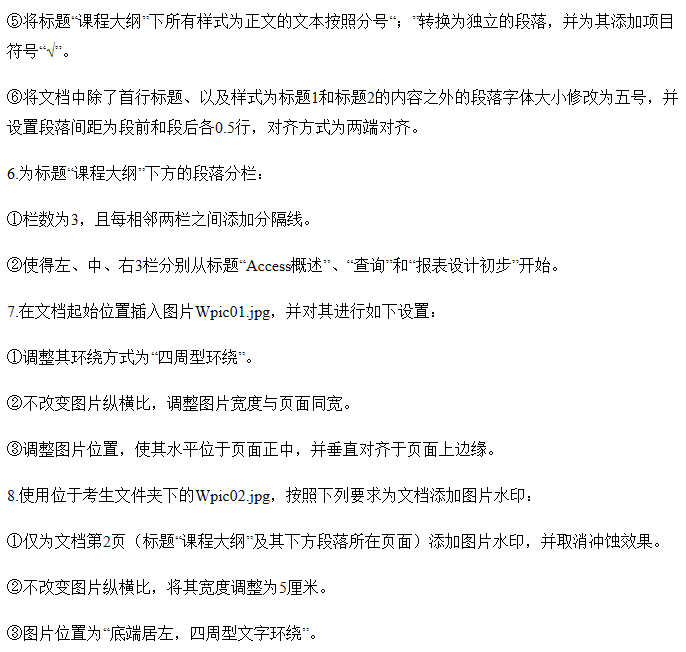 ⑤将标题“课程大纲”下所有样式为正文的文本按照分号“；”转换为独立的段落，并为其添加项目
符号“√”。
⑥将文档中除了首行标题、以及样式为标题1和标题2的内容之外的段落字体大小修改为五号，并
设置段落间距为段前和段后各0.5行，对齐方式为两端对齐。
6.为标题“课程大纲”下方的段落分栏：
①栏数为3，且每相邻两栏之间添加分隔线。
②使得左、中、右3栏分别从标题“Access概述”、“查询”和“报表设计初步”开始。
7.在文档起始位置插入图片Wpic01.jpg，并对其进行如下设置：
①调整其环绕方式为“四周型环绕”。
②不改变图片纵横比，调整图片宽度与页面同宽。
③调整图片位置，使其水平位于页面正中，并垂直对齐于页面上边缘。
8.使用位于考生文件夹下的Wpic02.jpg，按照下列要求为文档添加图片水印：
①仅为文档第2页（标题“课程大纲”及其下方段落所在页面）添加图片水印，并取消冲蚀效果。
②不改变图片纵横比，将其宽度调整为5厘米。
③图片位置为“底端居左，四周型文字环绕”。